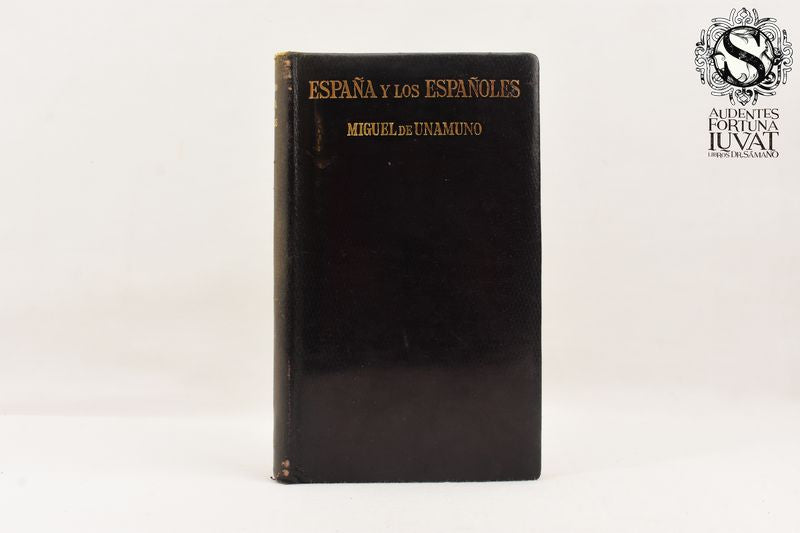 ESPAÑA Y LOS ESPAÑOLES
MIGUEL DE UNAMUNO
S
AUDENTES
FORTUNA
IUVAT
LIBROS DR. SÁMANO